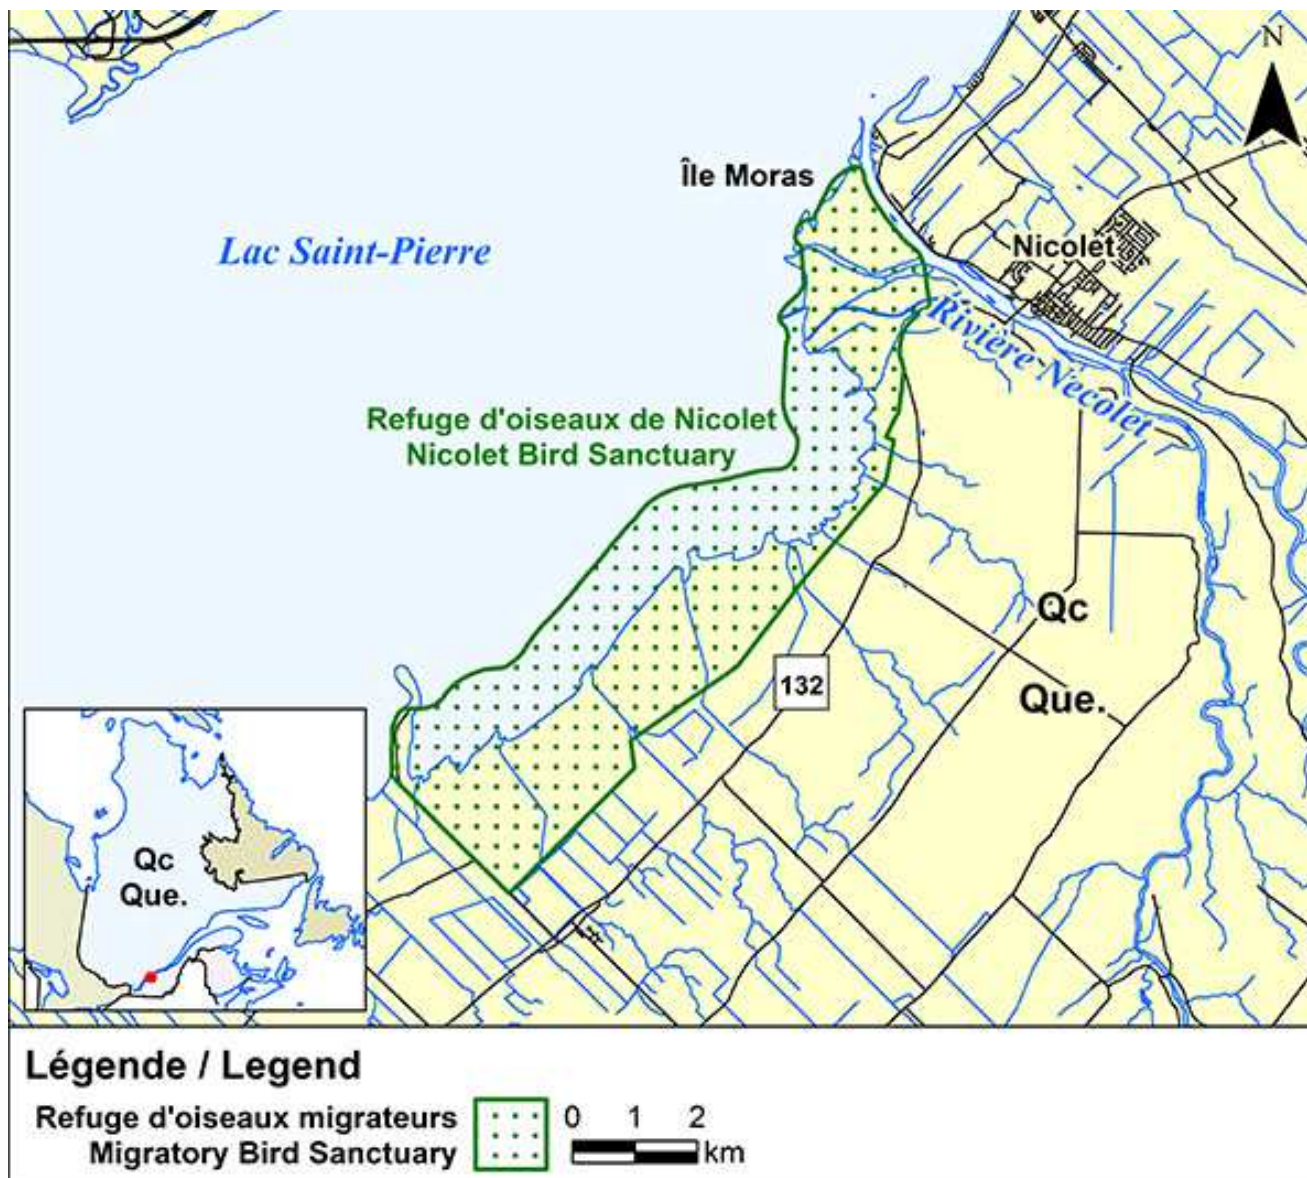 N
Île Moras
Nicolet
Lac Saint-Pierre
Rivière Necolet
Refuge d'oiseaux de Nicolet
Nicolet Bird Sanctuary
Qc
Que.
132
Qc
Que.
Légende / Legend
Refuge d'oiseaux migrateurs
Migratory Bird Sanctuary
0 1 2
km